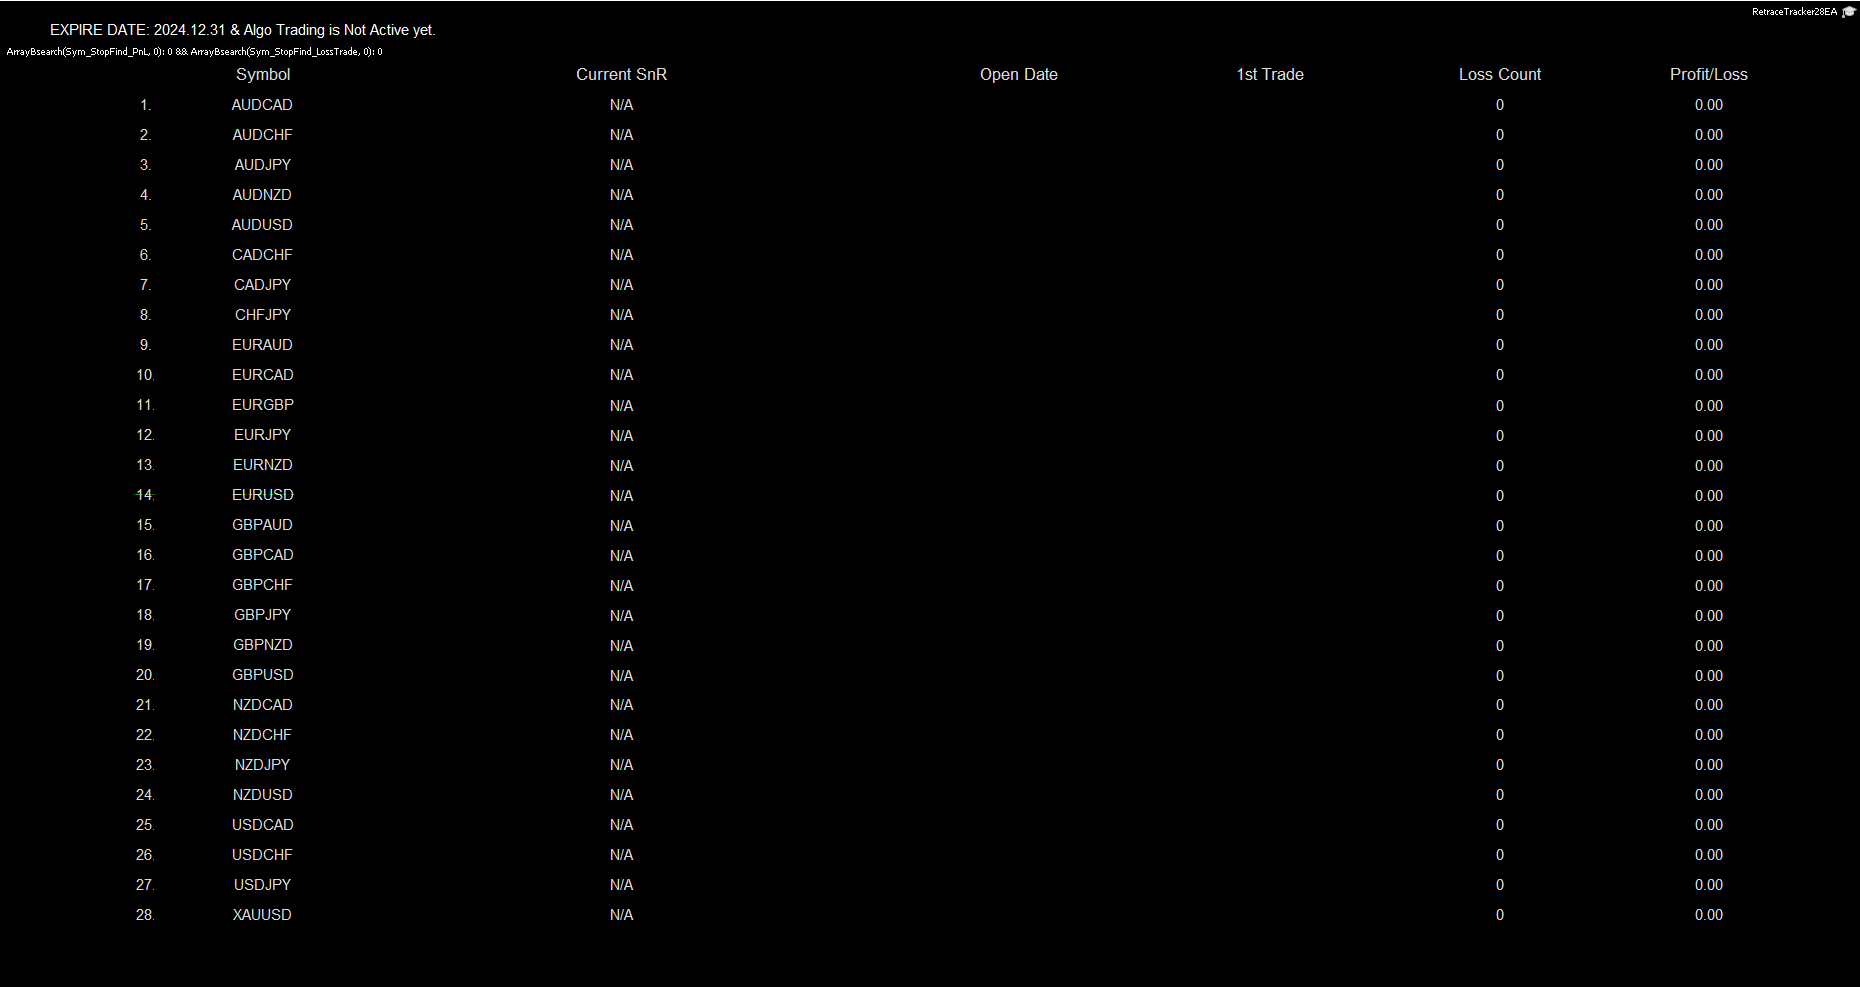 RetraceTracker28EA
EXPIRE DATE: 2024.12.31 & Algo Trading is Not Active yet.
ArrayBsearch(Sym_StopFind_PnL, 0): 0 && ArrayBsearch(Sym_StopFind_LossTrade, 0): 0
Symbol Current SnR Open Date 1st Trade Loss Count Profit/Loss
1. AUDCAD N/A 0 0.00
2. AUDCHF N/A 0 0.00
3. AUDJPY N/A 0 0.00
4. AUDNZD N/A 0 0.00
5. AUDUSD N/A 0 0.00
6. CADCHF N/A 0 0.00
7. CADJPY N/A 0 0.00
8. CHFJPY N/A 0 0.00
9. EURAUD N/A 0 0.00
10. EURCAD N/A 0 0.00
11. EURGBP N/A 0 0.00
12. EURJPY N/A 0 0.00
13. EURNZD N/A 0 0.00
14. EURUSD N/A 0 0.00
15. GBPAUD N/A 0 0.00
16. GBPCAD N/A 0 0.00
17. GBPCHF N/A 0 0.00
18. GBPJPY N/A 0 0.00
19. GBPNZD N/A 0 0.00
20. GBPUSD N/A 0 0.00
21. NZDCAD N/A 0 0.00
22. NZDCHF N/A 0 0.00
23. NZDJPY N/A 0 0.00
24. NZDUSD N/A 0 0.00
25. USDCAD N/A 0 0.00
26. USDCHF N/A 0 0.00
27. USDJPY N/A 0 0.00
28. XAUUSD N/A 0 0.00